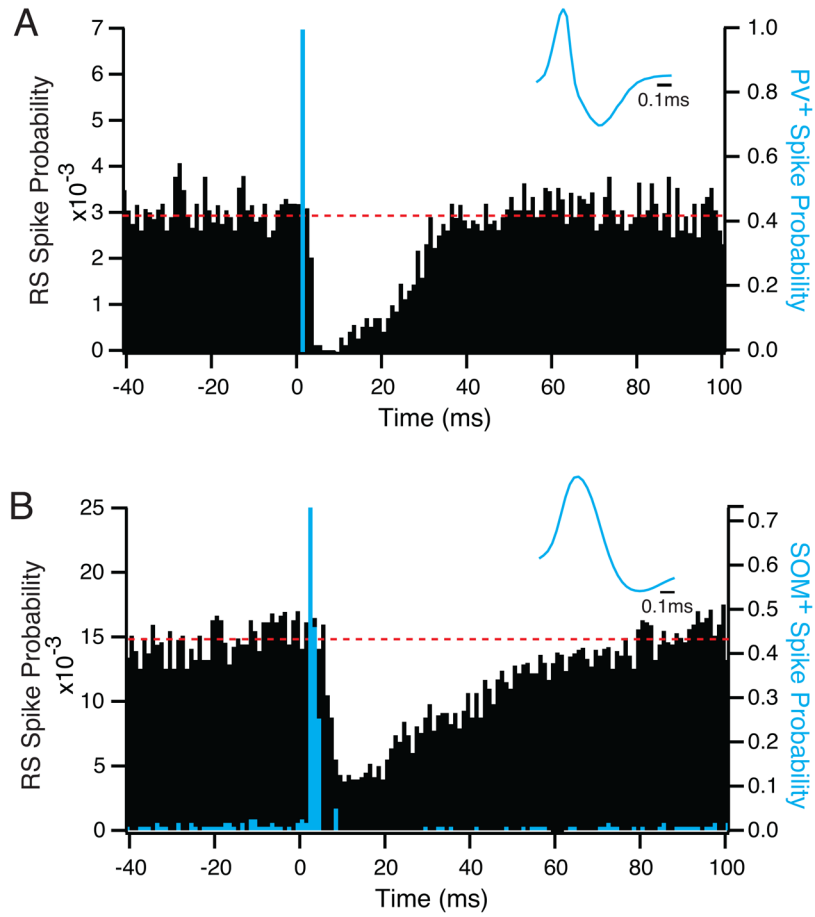 A
7
6
5
4
3
2
1
0
RS Spike Probability
x10-3
1.0
0.8
0.6
0.4
0.2
0.0
PV+ Spike Probability
0.1ms
-40 -20 0 20 40 60 80 100
Time (ms)
B
25
20
15
10
5
0
RS Spike Probability
x10-3
0.7
0.6
0.5
0.4
0.3
0.2
0.1
0.0
SOM+ Spike Probability
0.1ms
-40 -20 0 20 40 60 80 100
Time (ms)